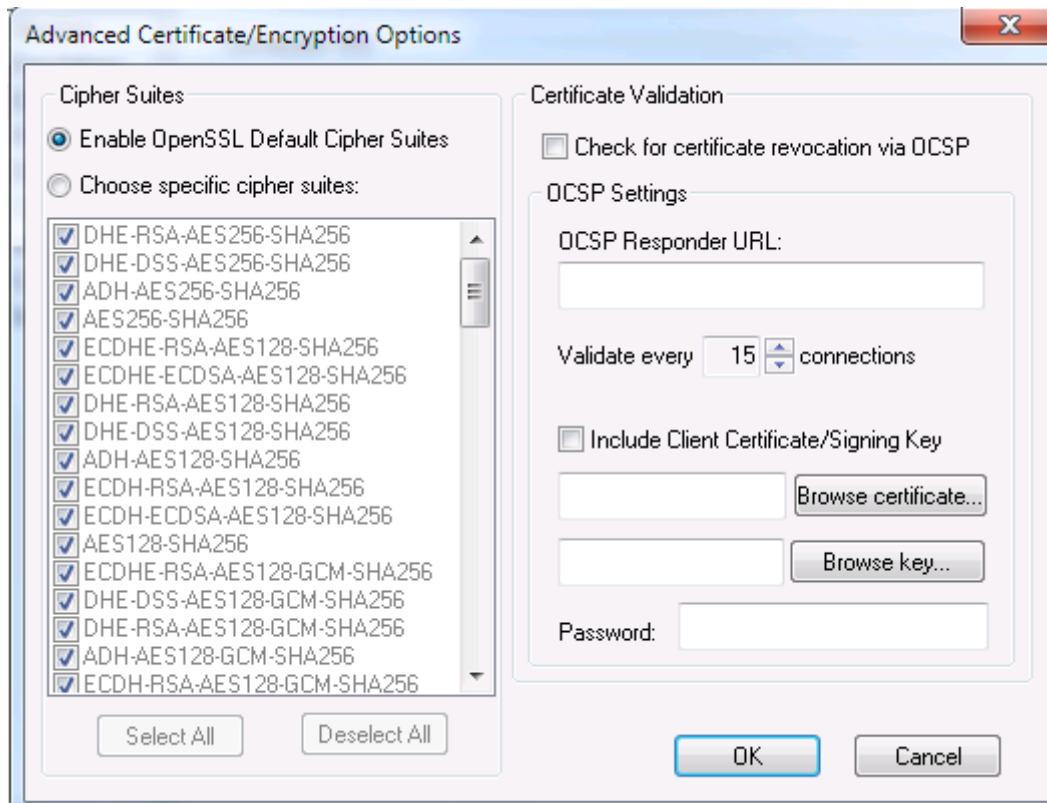 Advanced Certificate/Encryption Options
Cipher Suites
Enable OpenSSL Default Cipher Suites
Choose specific cipher suites:
DHE-RSA-AES256-SHA256
DHE-DSS-AES256-SHA256
ADH-AES256-SHA256
AES256-SHA256
ECDHE-RSA-AES128-SHA256
ECDHE-ECDSA-AES128-SHA256
DHE-RSA-AES128-SHA256
DHE-DSS-AES128-SHA256
ADH-AES128-SHA256
ECDH-RSA-AES128-SHA256
ECDH-ECDSA-AES128-SHA256
AES128-SHA256
ECDHE-RSA-AES128-GCM-SHA256
DHE-DSS-AES128-GCM-SHA256
DHE-RSA-AES128-GCM-SHA256
ADH-AES128-GCM-SHA256
ECDH-RSA-AES128-GCM-SHA256
Select All
Deselect All
Certificate Validation
Check for certificate revocation via OCSP
OCSP Settings
OCSP Responder URL:
Validate every 15 connections
Include Client Certificate/Signing Key
Browse certificate...
Browse key...
Password:
OK
Cancel